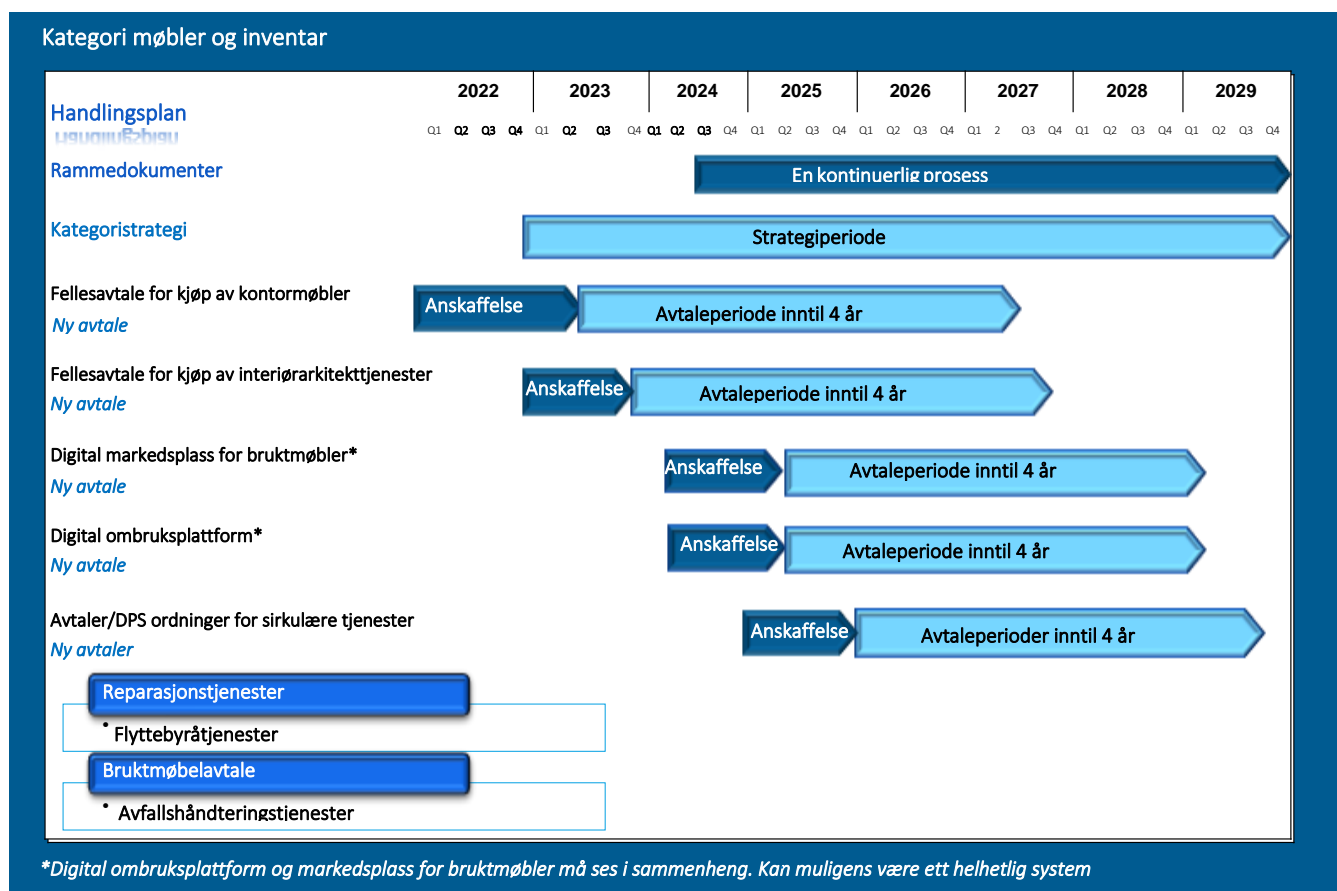 Kategori møbler og inventar
2022 2023 2024 2025 2026 2027 2028 2029
Handlingsplan
Q1 Q2 Q3 Q4 Q1 Q2 Q3 Q4 Q1 Q2 Q3 Q4 Q1 Q2 Q3 Q4 Q1 Q2 Q3 Q4 Q1 2 Q3 Q4 Q1 Q2 Q3 Q4 Q1 Q2 Q3 Q4
Rammedokumenter
En kontinuerlig prosess
Kategoristrategi
Strategiperiode
Fellesavtale for kjøp av kontormøbler
Ny avtale
Anskaffelse
Avtaleperiode inntil 4 år
Fellesavtale for kjøp av interiørarkitekttjenester
Ny avtale
Anskaffelse
Avtaleperiode inntil 4 år
Digital markedsplass for bruktmøbler*
Ny avtale
Anskaffelse
Avtaleperiode inntil 4 år
Digital ombruksplattform*
Ny avtale
Anskaffelse
Avtaleperiode inntil 4 år
Avtaler/DPS ordninger for sirkulære tjenester
Ny avtaler
Anskaffelse
Avtaleperioder inntil 4 år
Reparasjonstjenester
• Flyttebyråtjenester
Bruktmøbelavtale
• Avfallshåndteringstjenester
*Digital ombruksplattform og markedsplass for bruktmøbler må ses i sammenheng. Kan muligens være ett helhetlig system